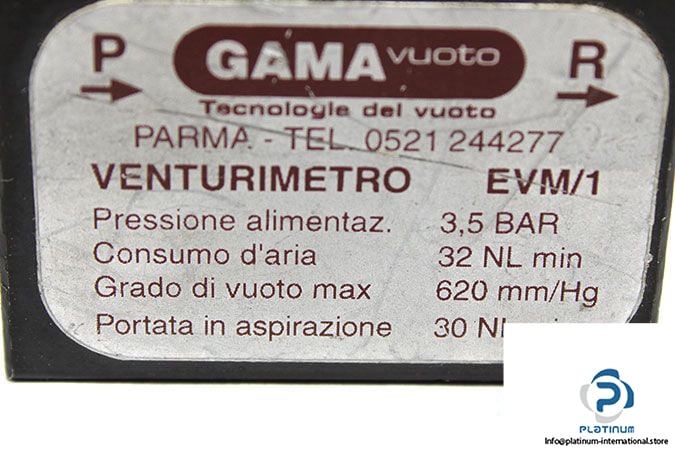 P GAMA vuoto R
Tecnologie del vuoto
PARMA - TEL. 0521 244277
VENTURIMETRO EVM/1
Pressione alimentaz. 3,5 BAR
Consumo d'aria 32 NL min
Grado di vuoto max 620 mm/Hg
Portata in aspirazione 30
PLATINUM
Info@platinum-international.store